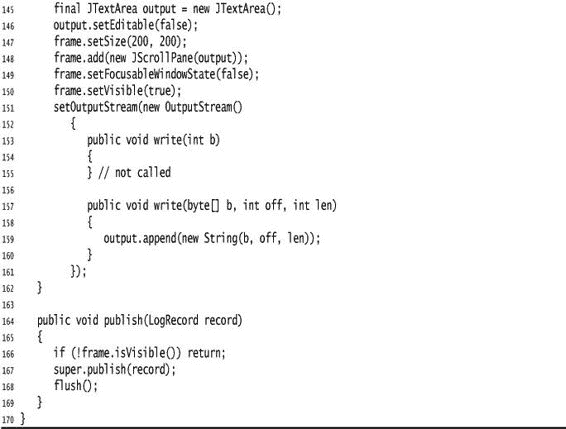 145 final JTextArea output = new JTextArea();
146 output.setEditable(false);
147 frame.setSize(200, 200);
148 frame.add(new JScrollPane(output));
149 frame.setFocusableWindowState(false);
150 frame.setVisible(true);
151 setOutputStream(new OutputStream()
152 {
153 public void write(int b)
154 {
155 } // not called
156
157 public void write(byte[] b, int off, int len)
158 {
159 output.append(new String(b, off, len));
160 }
161 });
162 }
163
164 public void publish(LogRecord record)
165 {
166 if (!frame.isVisible()) return;
167 super.publish(record);
168 flush();
169 }
170 }